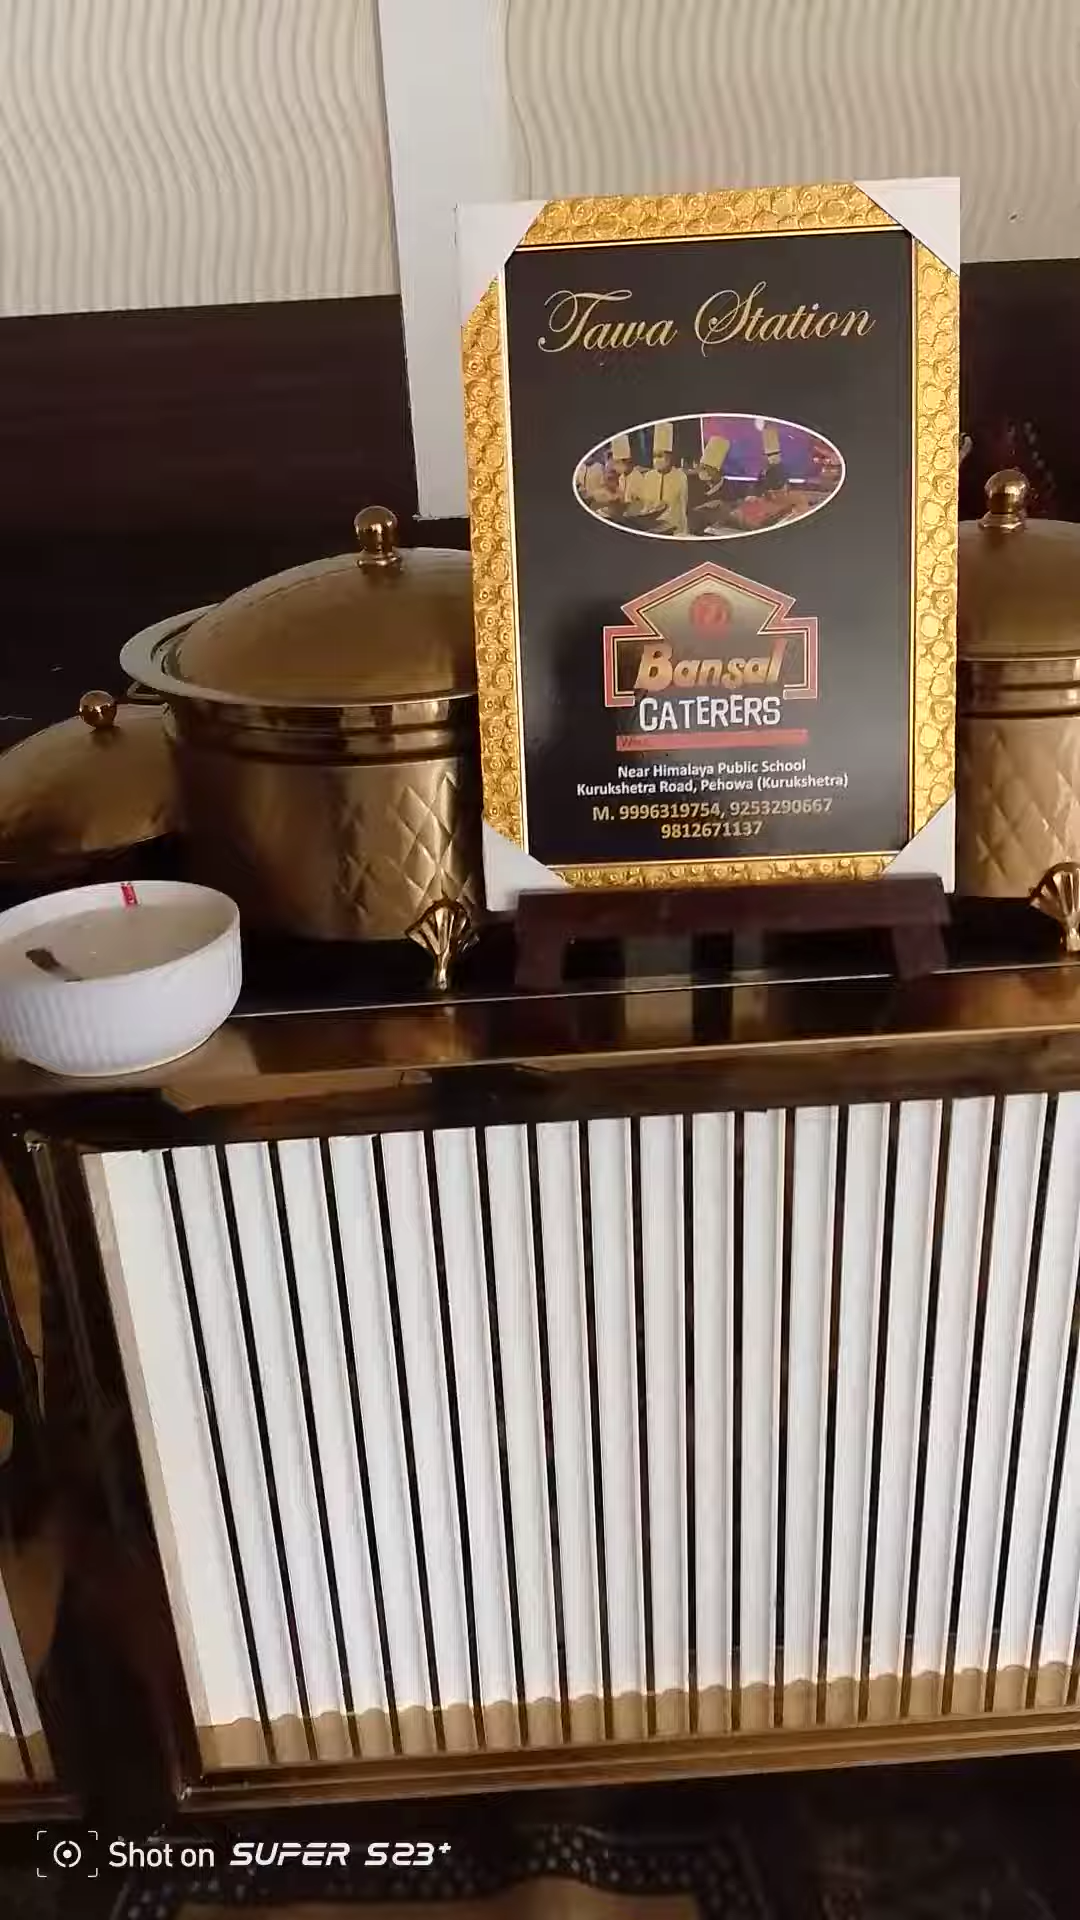 Tawa Station
Bansal
CATERERS
Near Himalaya Public School
Kurukshetra Road, Pehowa (Kurukshetra)
M. 9996319754, 9253290667
9812671137
Shot on SUPER S23+